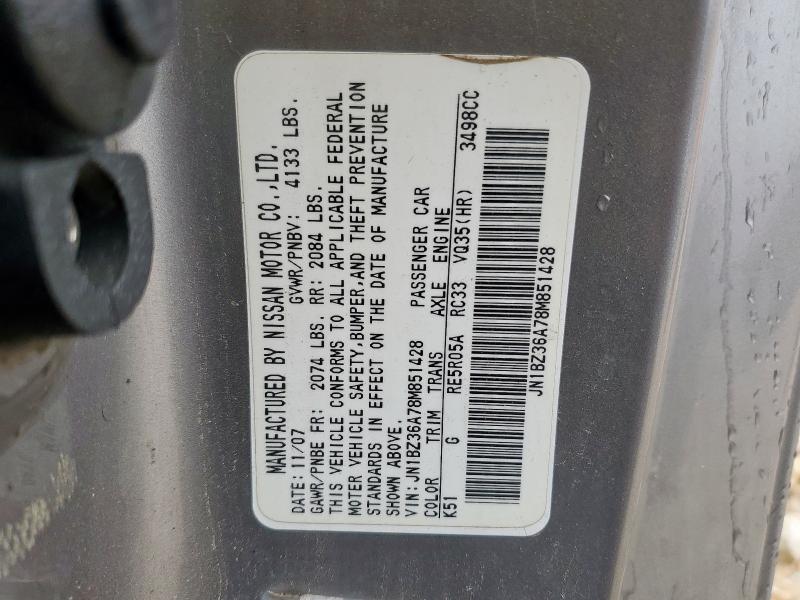 MANUFACTURED BY NISSAN MOTOR CO.,LTD.
DATE: 11/07 GVWR/PNBV: 4133 LBS.
GAWR/PNBE FR: 2074 LBS. RR: 2084 LBS.
THIS VEHICLE CONFORMS TO ALL APPLICABLE FEDERAL
MOTER VEHICLE SAFETY,BUMPER,AND THEFT PREVENTION
STANDARDS IN EFFECT ON THE DATE OF MANUFACTURE
SHOWN ABOVE.
VIN: JN1BZ36A78M851428 PASSENGER CAR
COLOR TRIM TRANS AXLE ENGINE
K51 G RE5R05A RC33 VQ35(HR) 3498CC
JN1BZ36A78M851428